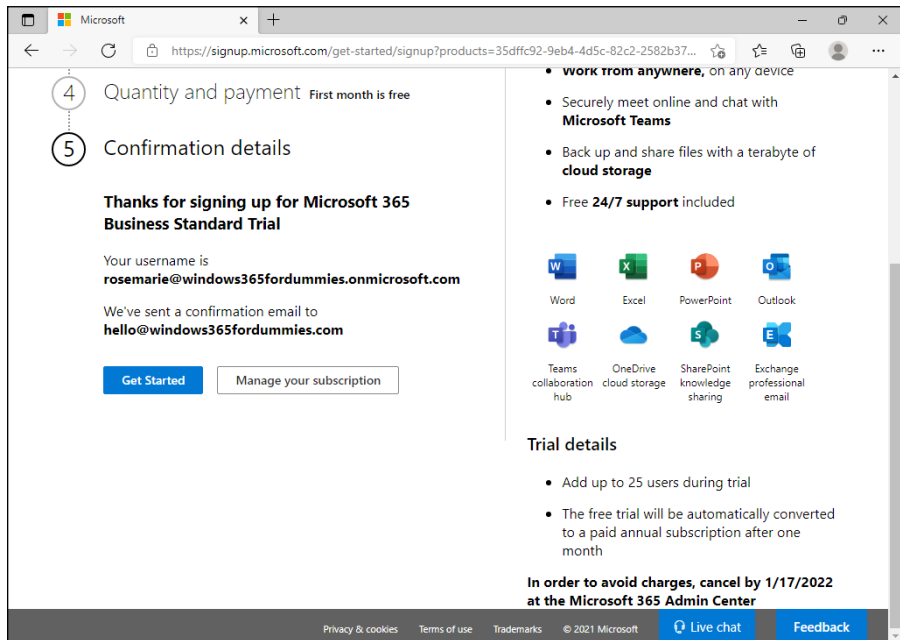 Microsoft
https://signup.microsoft.com/get-started/signup?products=35dffc92-9eb4-4d5c-82c2-2582b37...
4 Quantity and payment First month is free
5 Confirmation details
Thanks for signing up for Microsoft 365
Business Standard Trial
Your username is
rosemarie@windows365fordummies.onmicrosoft.com
We've sent a confirmation email to
hello@windows365fordummies.com
Get Started
Manage your subscription
• Work from anywhere, on any device
• Securely meet online and chat with
Microsoft Teams
• Back up and share files with a terabyte of
cloud storage
• Free 24/7 support included
Word Excel PowerPoint Outlook
Teams OneDrive SharePoint Exchange
collaboration cloud storage knowledge professional
hub sharing email
Trial details
• Add up to 25 users during trial
• The free trial will be automatically converted
to a paid annual subscription after one
month
In order to avoid charges, cancel by 1/17/2022
at the Microsoft 365 Admin Center
Privacy & cookies Terms of use Trademarks © 2021 Microsoft Live chat Feedback